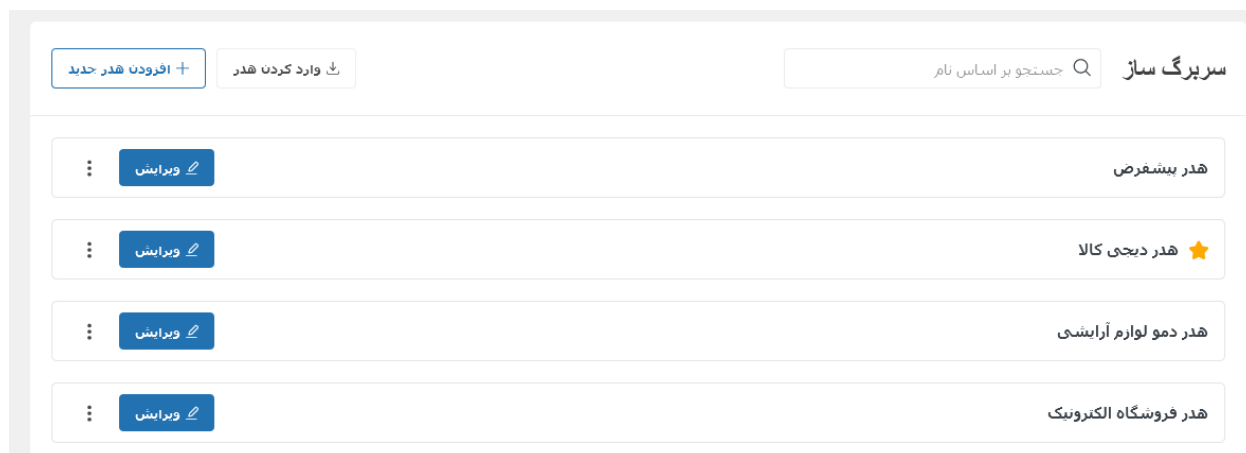 سربرگ ساز جستجو بر اساس نام وارد کردن هدر افزودن هدر جدید
هدر پیشفرض ویرایش
هدر دیجی کالا ویرایش
هدر دمو لوازم آرایشی ویرایش
هدر فروشگاه الکترونیک ویرایش